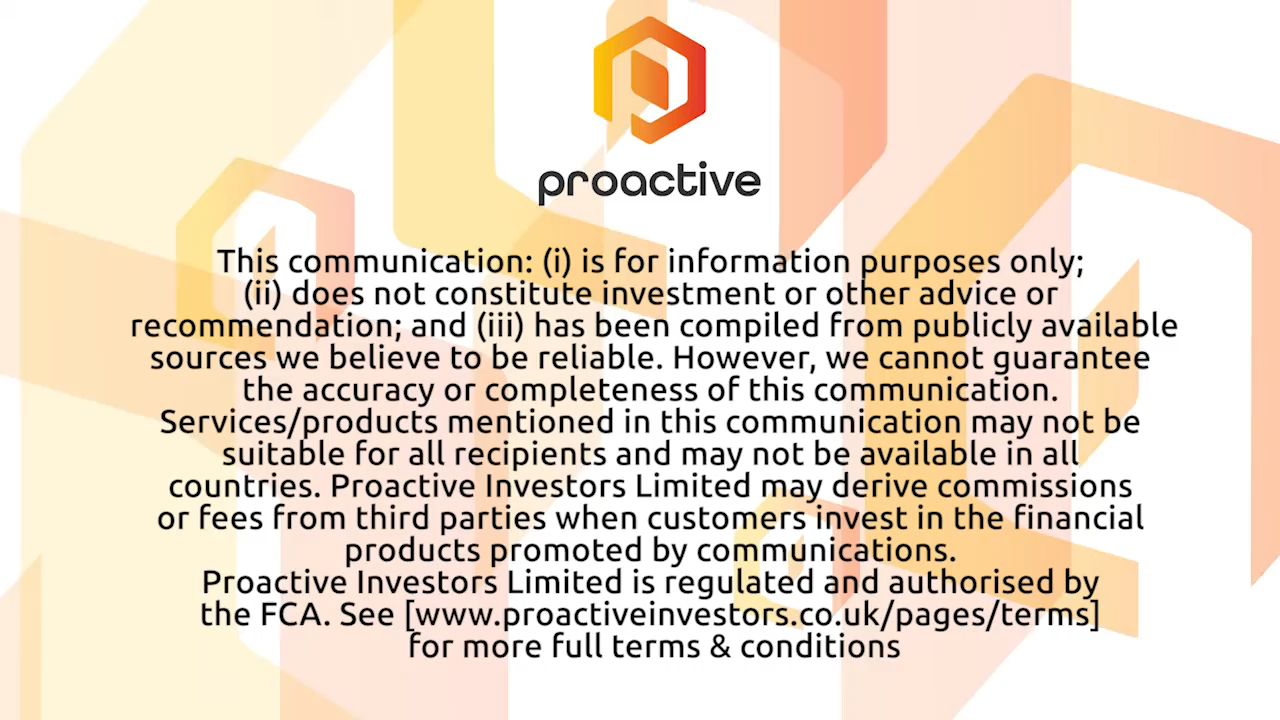 proactive
This communication: (i) is for information purposes only;
(ii) does not constitute investment or other advice or
recommendation; and (iii) has been compiled from publicly available
sources we believe to be reliable. However, we cannot guarantee
the accuracy or completeness of this communication.
Services/products mentioned in this communication may not be
suitable for all recipients and may not be available in all
countries. Proactive Investors Limited may derive commissions
or fees from third parties when customers invest in the financial
products promoted by communications.
Proactive Investors Limited is regulated and authorised by
the FCA. See [www.proactiveinvestors.co.uk/pages/terms]
for more full terms & conditions